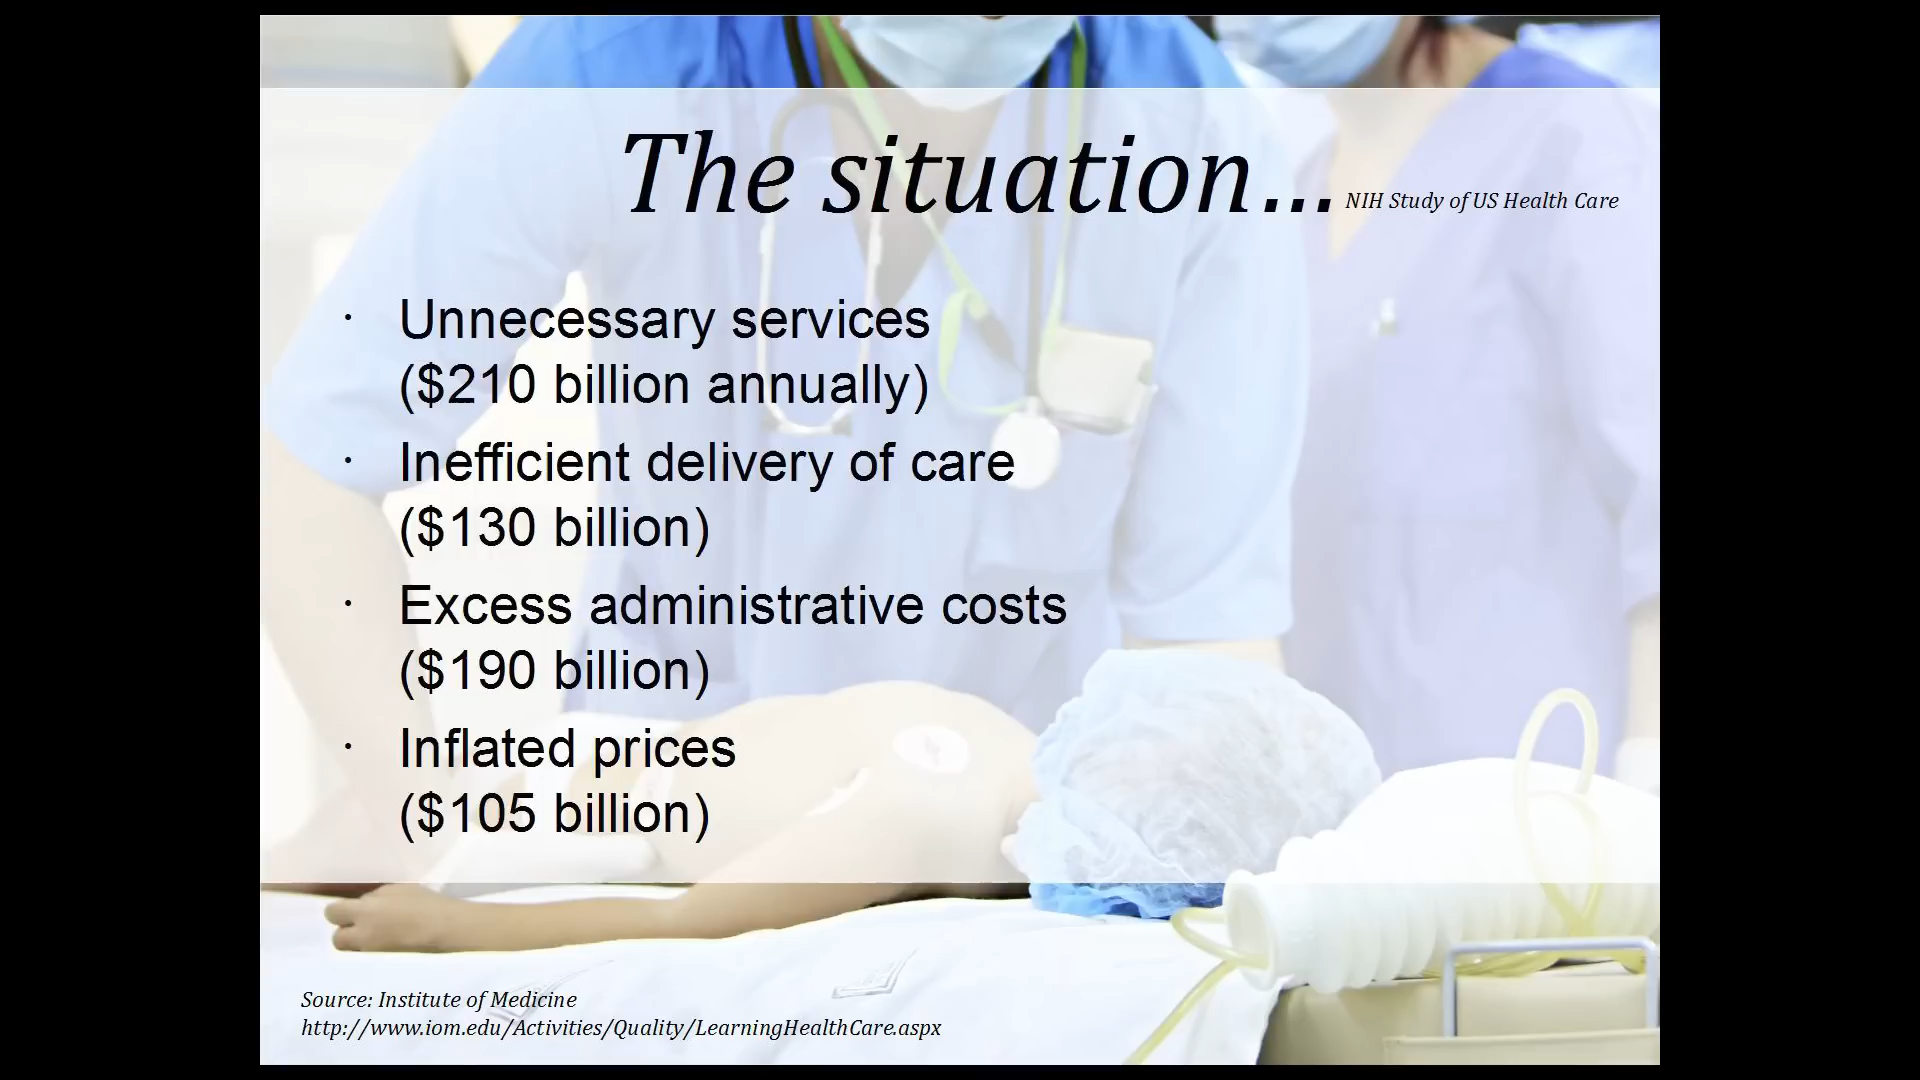 The situation... NIH Study of US Health Care
· Unnecessary services
($210 billion annually)
· Inefficient delivery of care
($130 billion)
· Excess administrative costs
($190 billion)
· Inflated prices
($105 billion)
Source: Institute of Medicine
http://www.iom.edu/Activities/Quality/LearningHealthCare.aspx